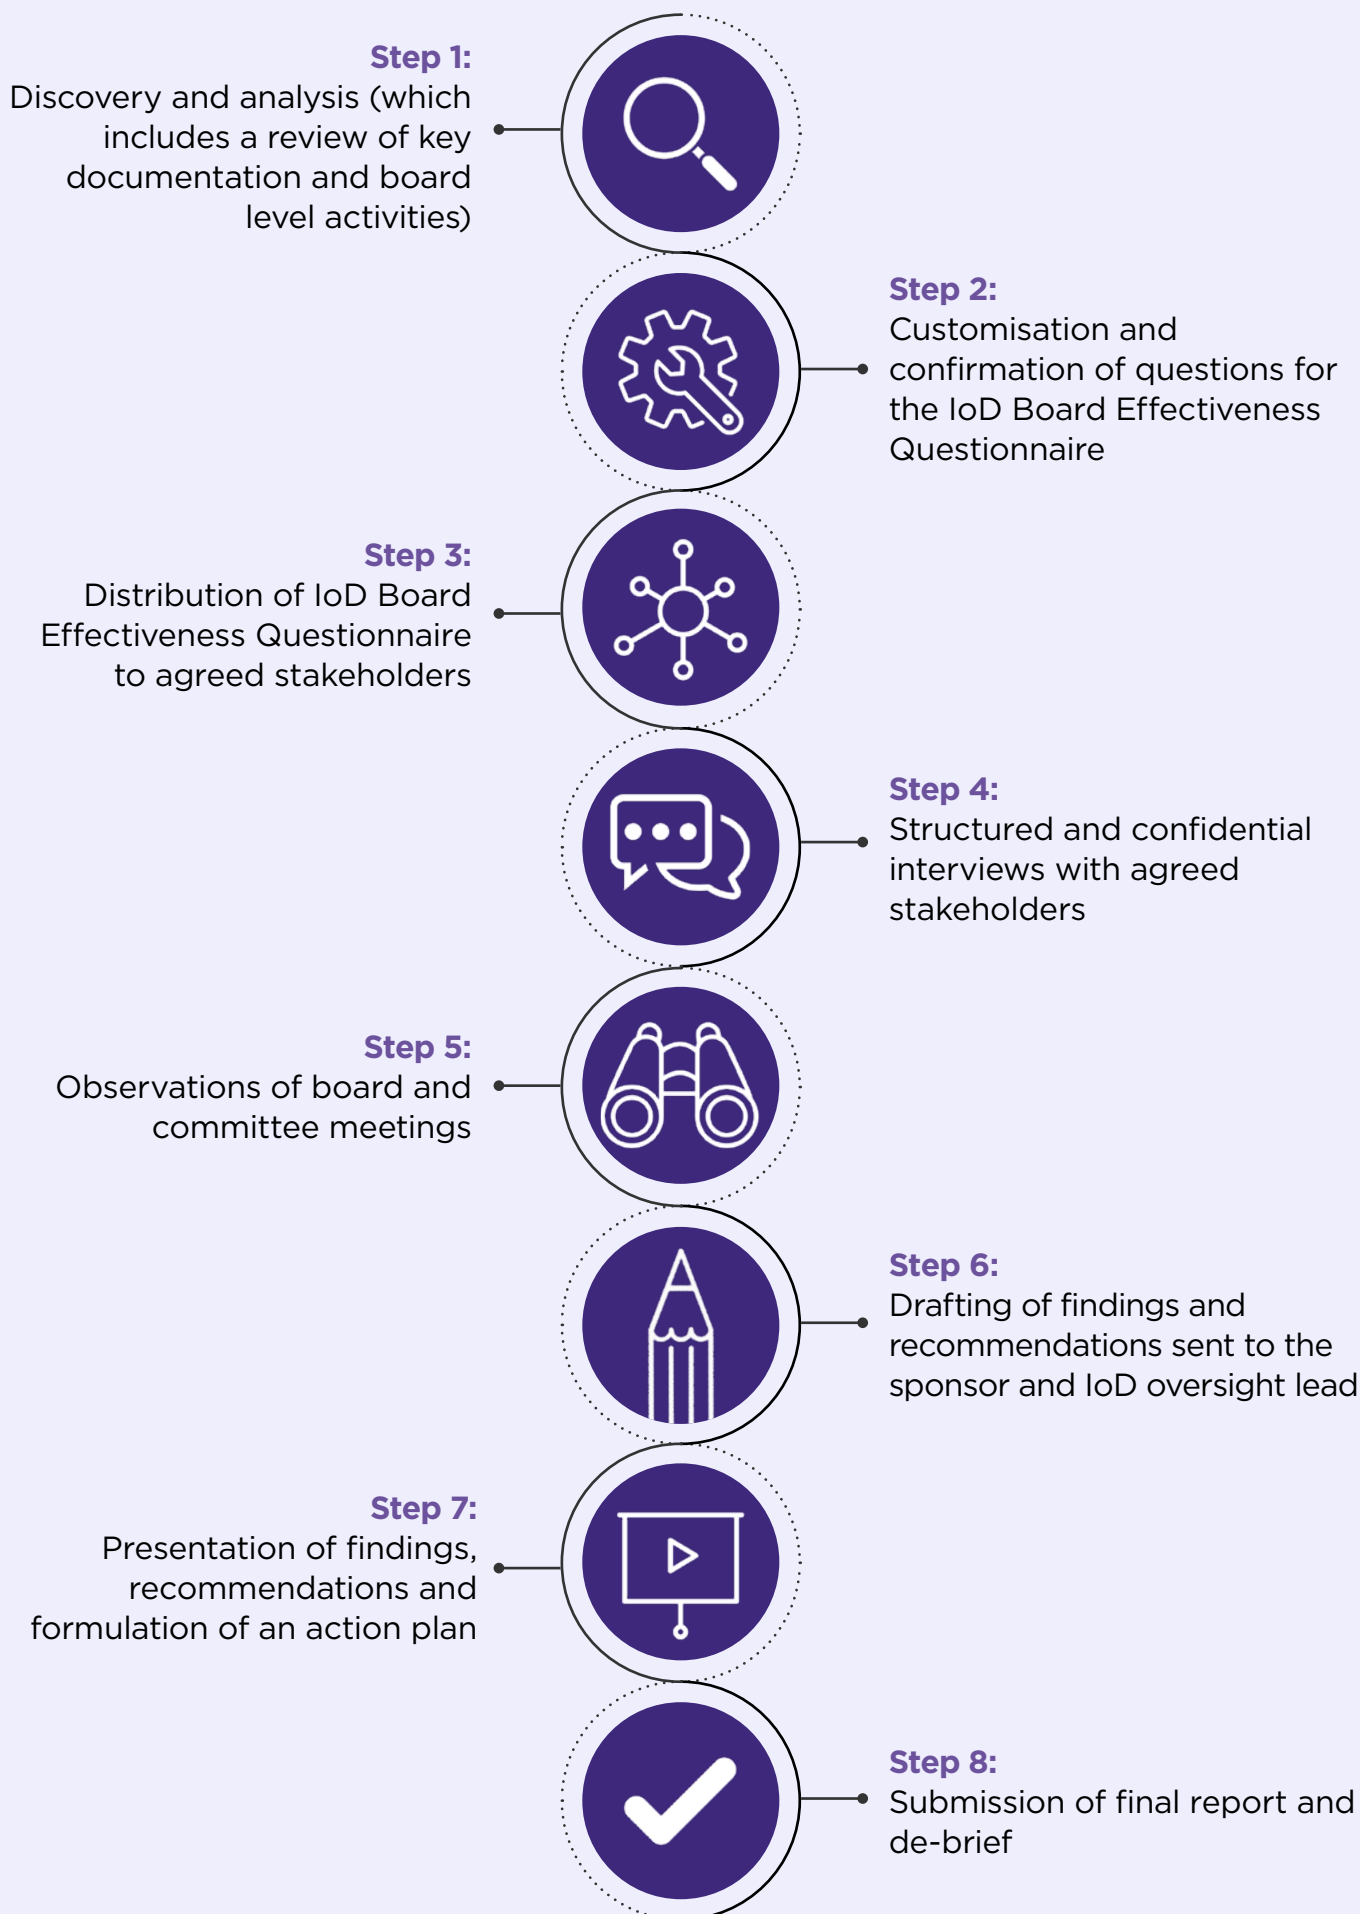 Step 1:
Discovery and analysis (which
includes a review of key
documentation and board
level activities)
Step 2:
Customisation and
confirmation of questions for
the IoD Board Effectiveness
Questionnaire
Step 3:
Distribution of IoD Board
Effectiveness Questionnaire
to agreed stakeholders
Step 4:
Structured and confidential
interviews with agreed
stakeholders
Step 5:
Observations of board and
committee meetings
Step 6:
Drafting of findings and
recommendations sent to the
sponsor and IoD oversight lead
Step 7:
Presentation of findings,
recommendations and
formulation of an action plan
Step 8:
Submission of final report and
de-brief